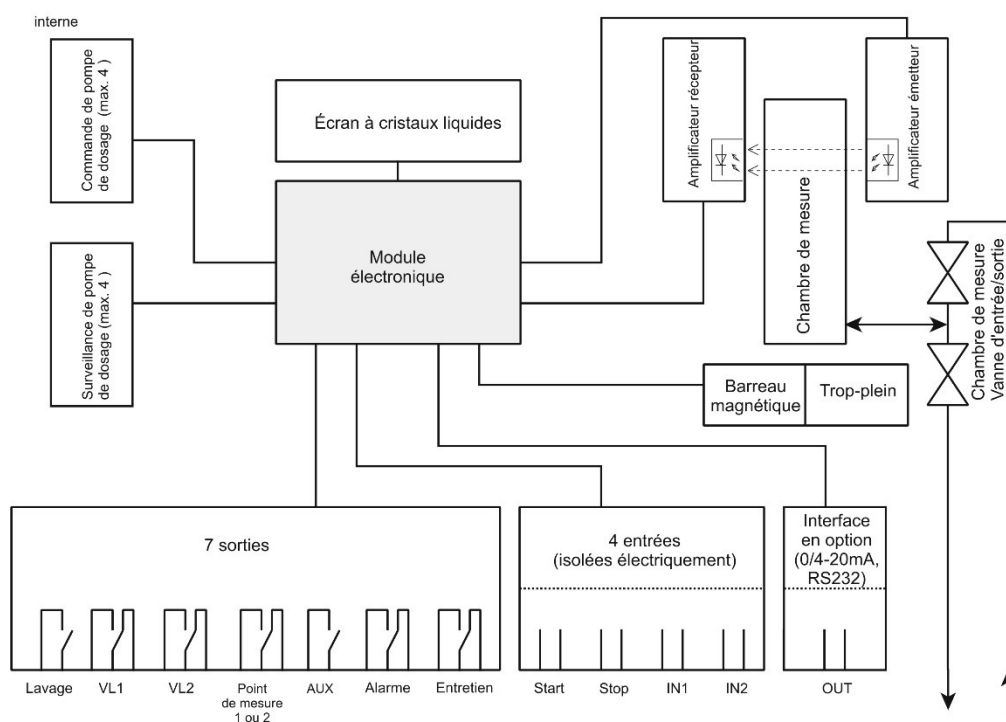 interne
Commande de pompe
de dosage (max. 4)
Surveillance de pompe
de dosage (max. 4 )
Écran à cristaux liquides
Module
électronique
Amplificateur récepteur
Chambre de mesure
Amplificateur émetteur
Chambre de mesure
Vanne d'entrée/sortie
Barreau
magnétique
Trop-plein
7 sorties
Lavage
VL1
VL2
Point
de mesure
1 ou 2
AUX
Alarme
Entretien
4 entrées
(isolées électriquement)
Start
Stop
IN1
IN2
Interface
en option
(0/4-20mA,
RS232)
OUT